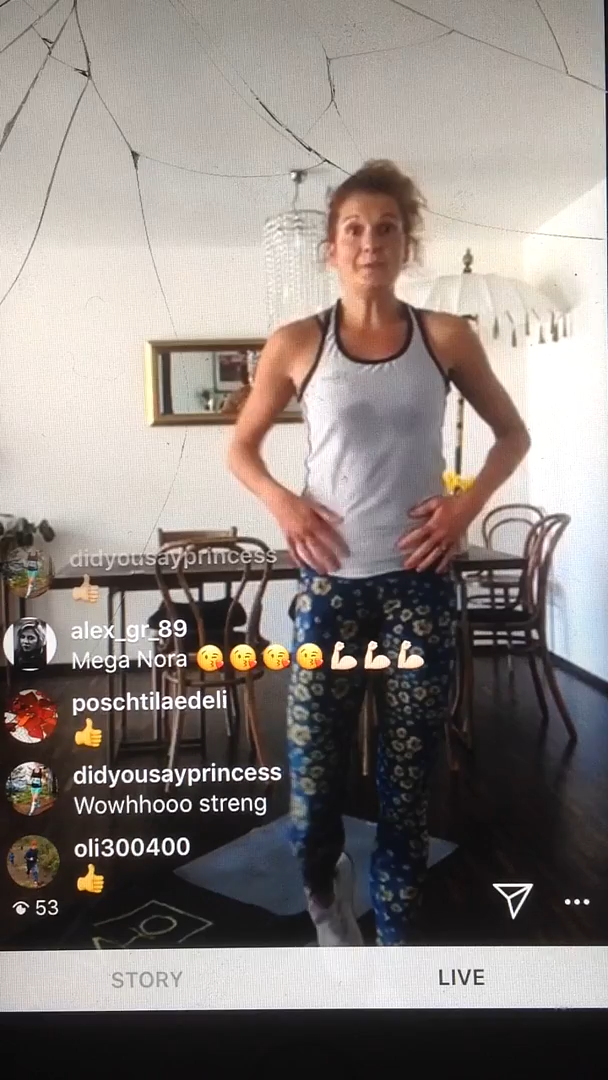 didyousayprincess
👍🏼
alex_gr_89
Mega Nora 😘😘😘😘💪🏻💪🏻💪🏻
poschtilaedeli
👍
didyousayprincess
Wowhhooo streng
oli300400
👍
53
STORY
LIVE